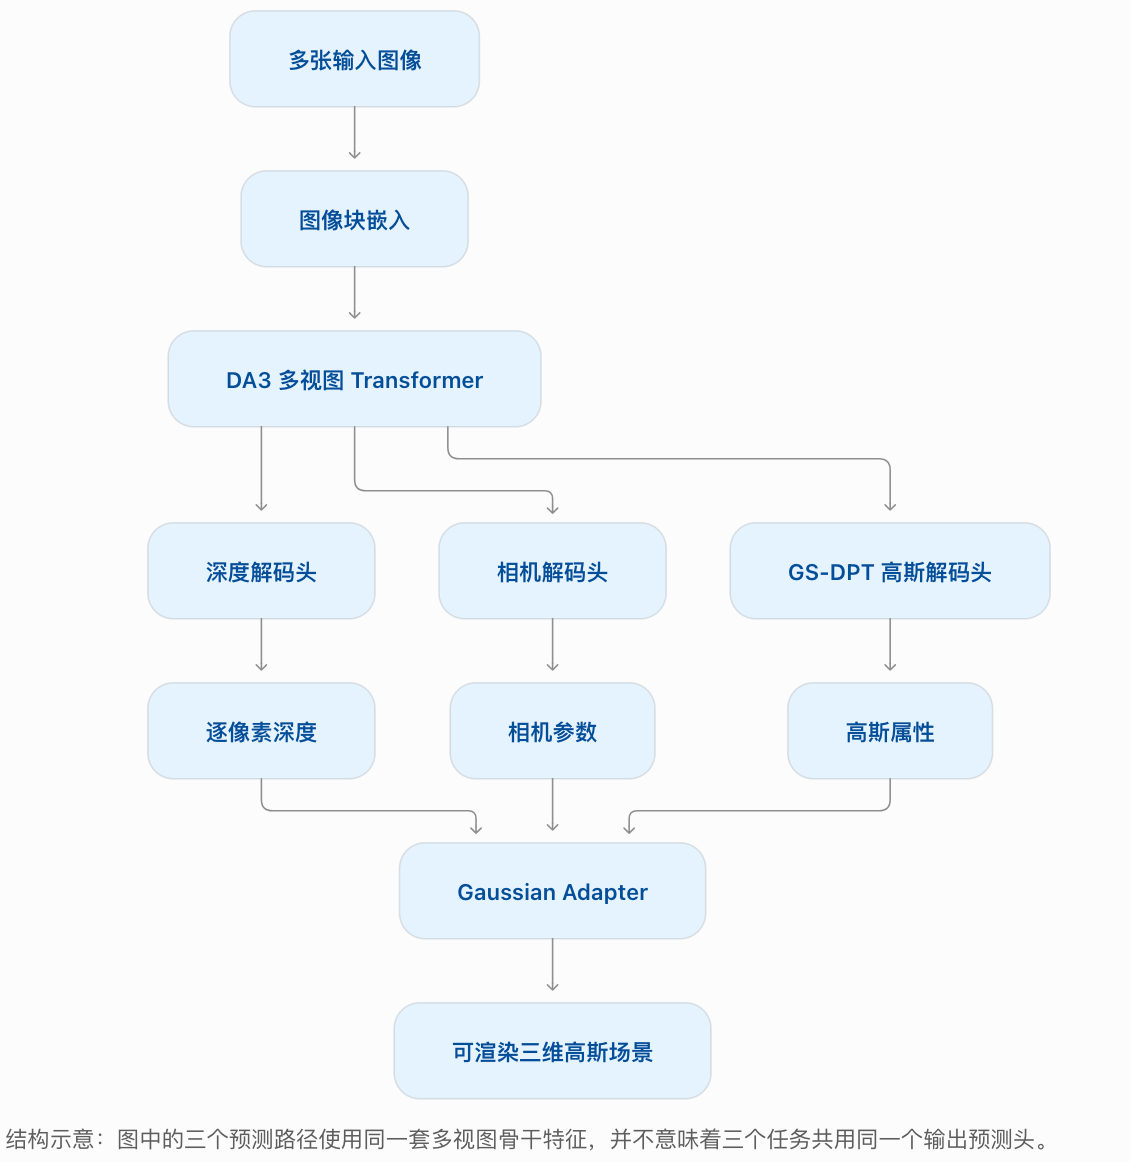 多张输入图像
图像块嵌入
DA3 多视图 Transformer
深度解码头
相机解码头
GS-DPT 高斯解码头
逐像素深度
相机参数
高斯属性
Gaussian Adapter
可渲染三维高斯场景
结构示意：图中的三个预测路径使用同一套多视图骨干特征，并不意味着三个任务共用同一个输出预测头。